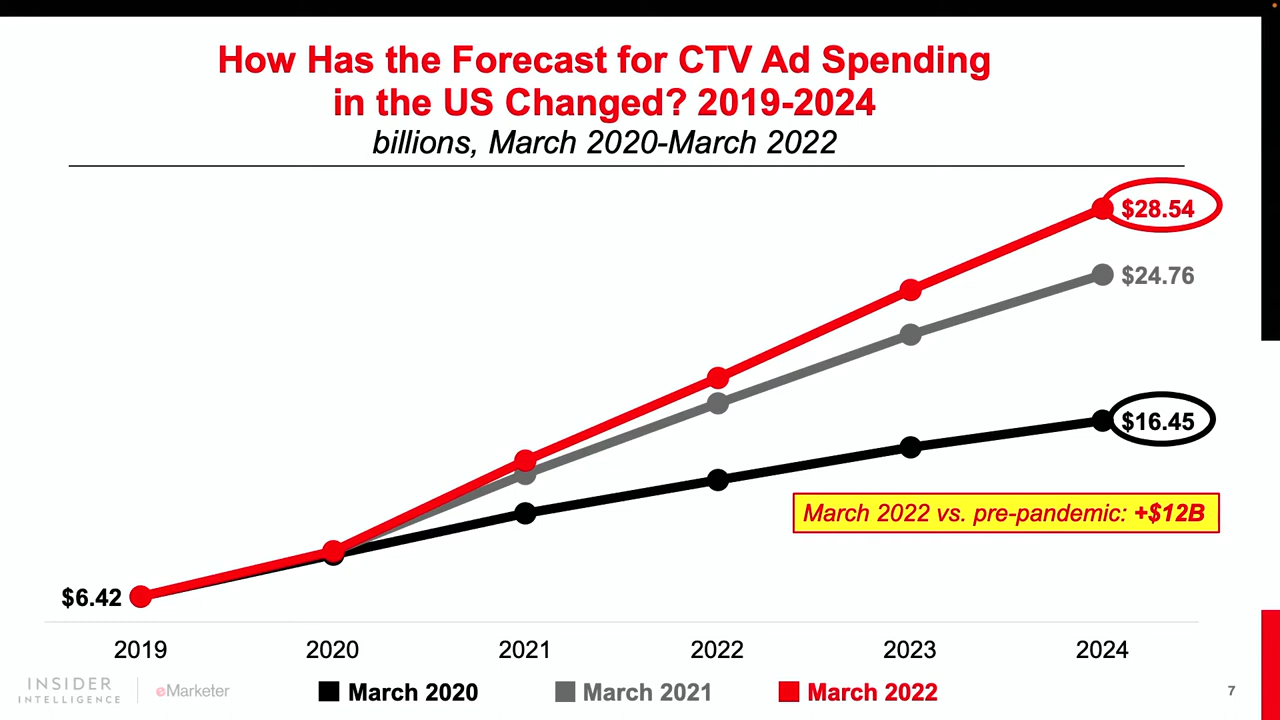 How Has the Forecast for CTV Ad Spending
in the US Changed? 2019-2024
billions, March 2020-March 2022
$28.54
$24.76
$16.45
March 2022 vs. pre-pandemic: +$12B
$6.42
2019 2020 2021 2022 2023 2024
INSIDER
INTELLIGENCE
eMarketer
March 2020 March 2021 March 2022
7